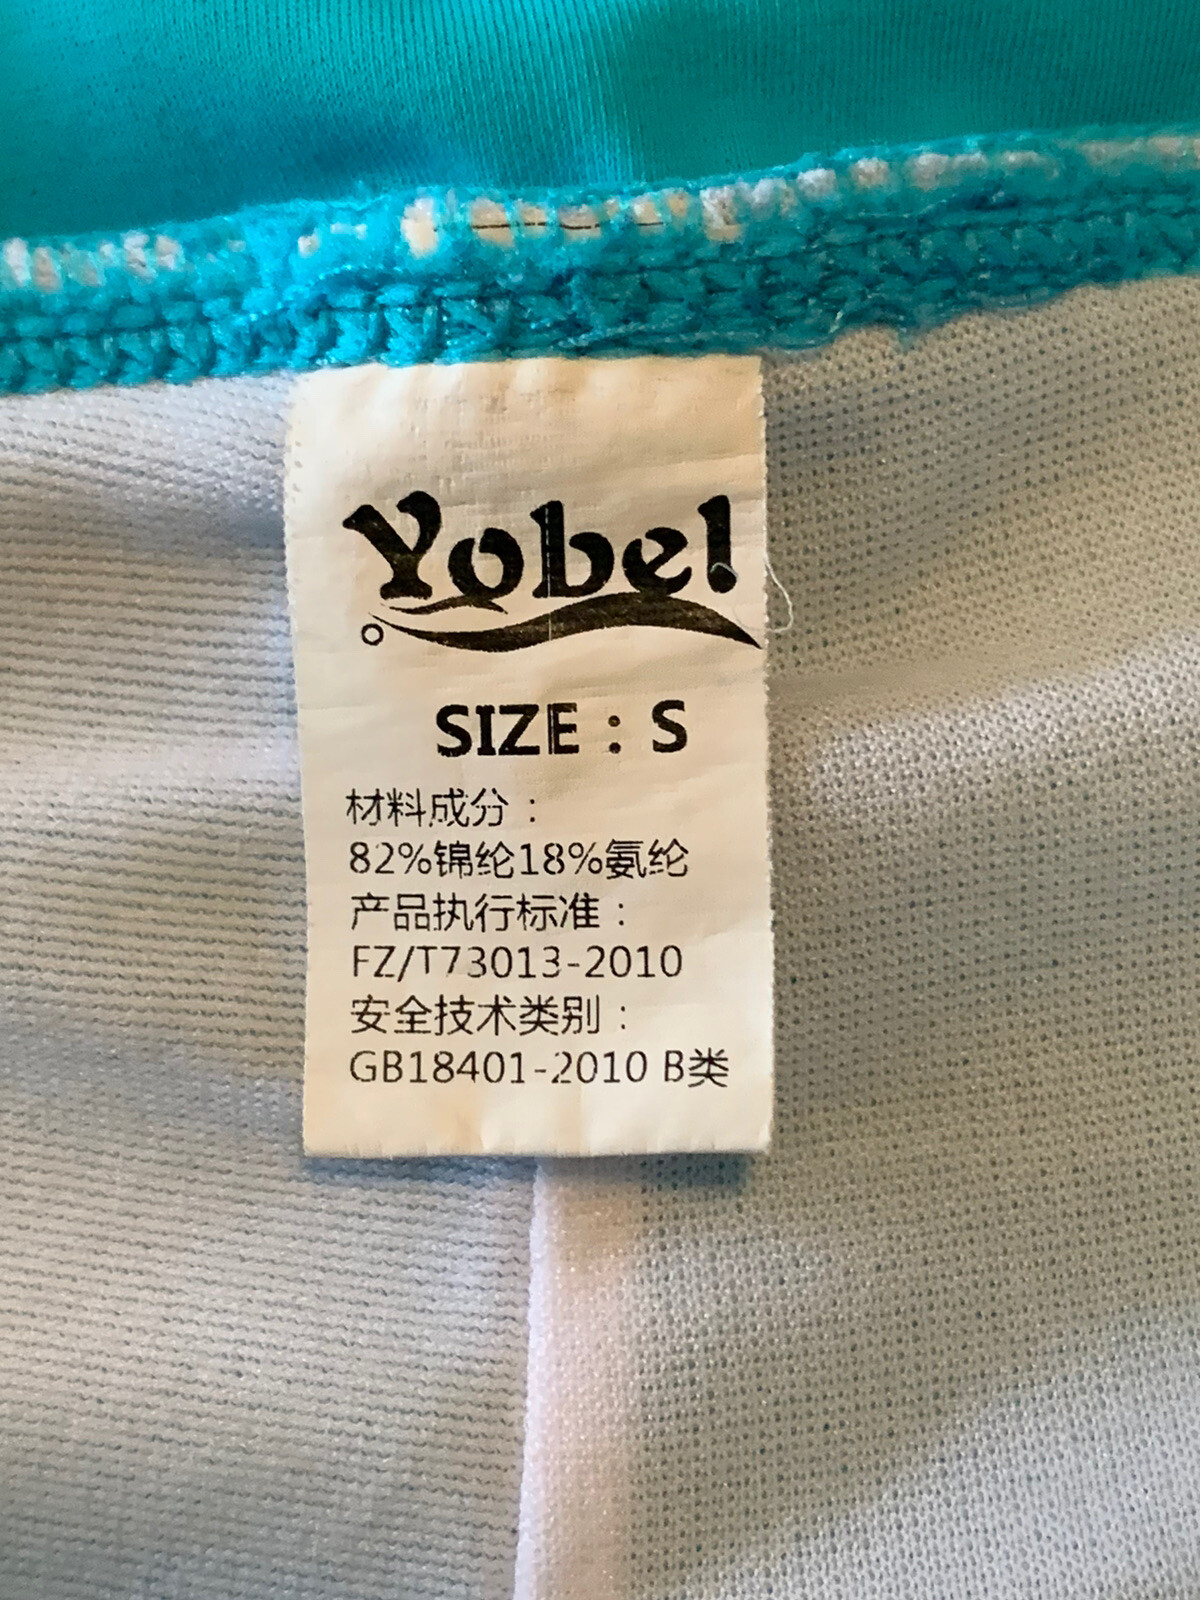 Yobel
SIZE：S
材料成分：
82%锦纶18%氨纶
产品执行标准：
FZ/T73013-2010
安全技术类别：
GB18401-2010 B类